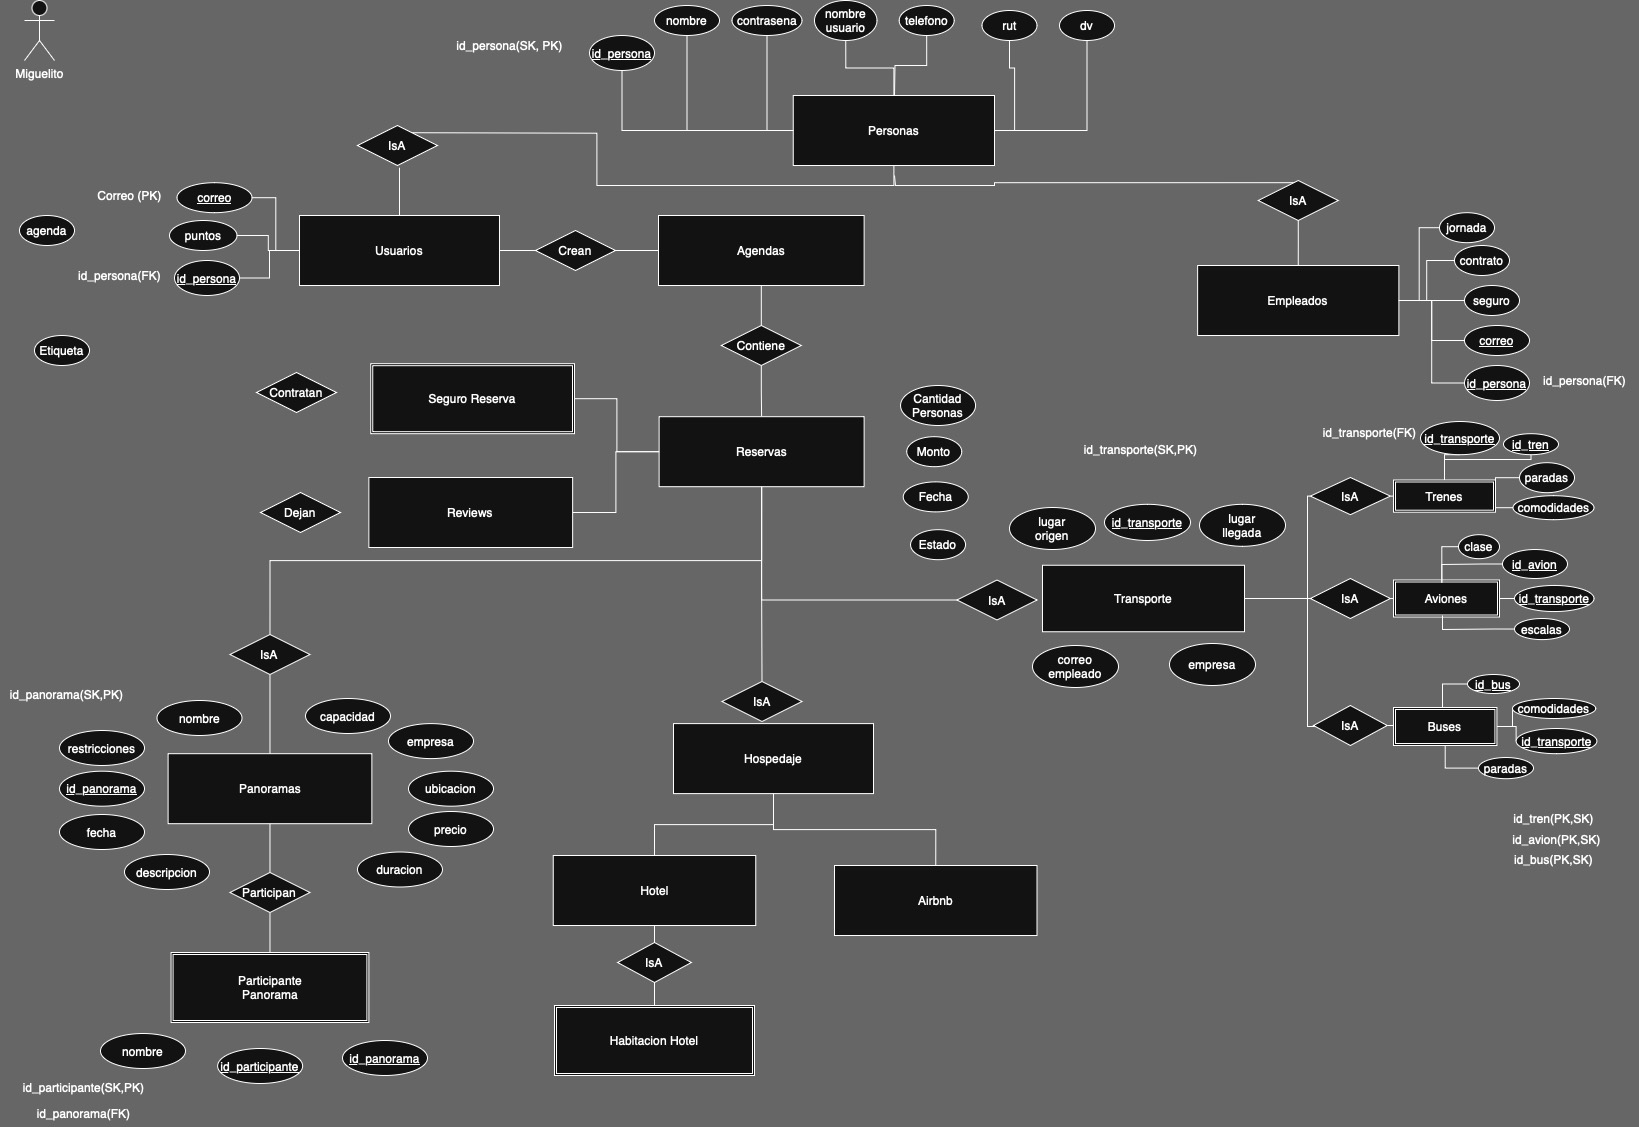 Miguelito
id_persona(SK, PK)
id_persona
nombre
contrasena
nombre
usuario
telefono
rut
dv
Personas
IsA
IsA
Correo (PK)
correo
agenda
puntos
id_persona(FK)
id_persona
Usuarios
Crean
Agendas
Empleados
jornada
contrato
seguro
correo
id_persona
id_persona(FK)
Etiqueta
Contiene
Contratan
Seguro Reserva
Cantidad
Personas
Reservas
Monto
Fecha
Estado
Dejan
Reviews
id_transporte(SK,PK)
id_transporte(FK)
id_transporte
id_tren
IsA
Trenes
paradas
comodidades
lugar
origen
id_transporte
lugar
llegada
IsA
Transporte
correo
empleado
empresa
IsA
Aviones
clase
id_avion
id_transporte
escalas
IsA
Buses
id_bus
comodidades
id_transporte
paradas
id_tren(PK,SK)
id_avion(PK,SK)
id_bus(PK,SK)
IsA
id_panorama(SK,PK)
nombre
capacidad
restricciones
empresa
id_panorama
Panoramas
ubicacion
fecha
precio
descripcion
duracion
Participan
Participante
Panorama
nombre
id_participante
id_panorama
id_participante(SK,PK)
id_panorama(FK)
IsA
Hospedaje
Hotel
Airbnb
IsA
Habitacion Hotel